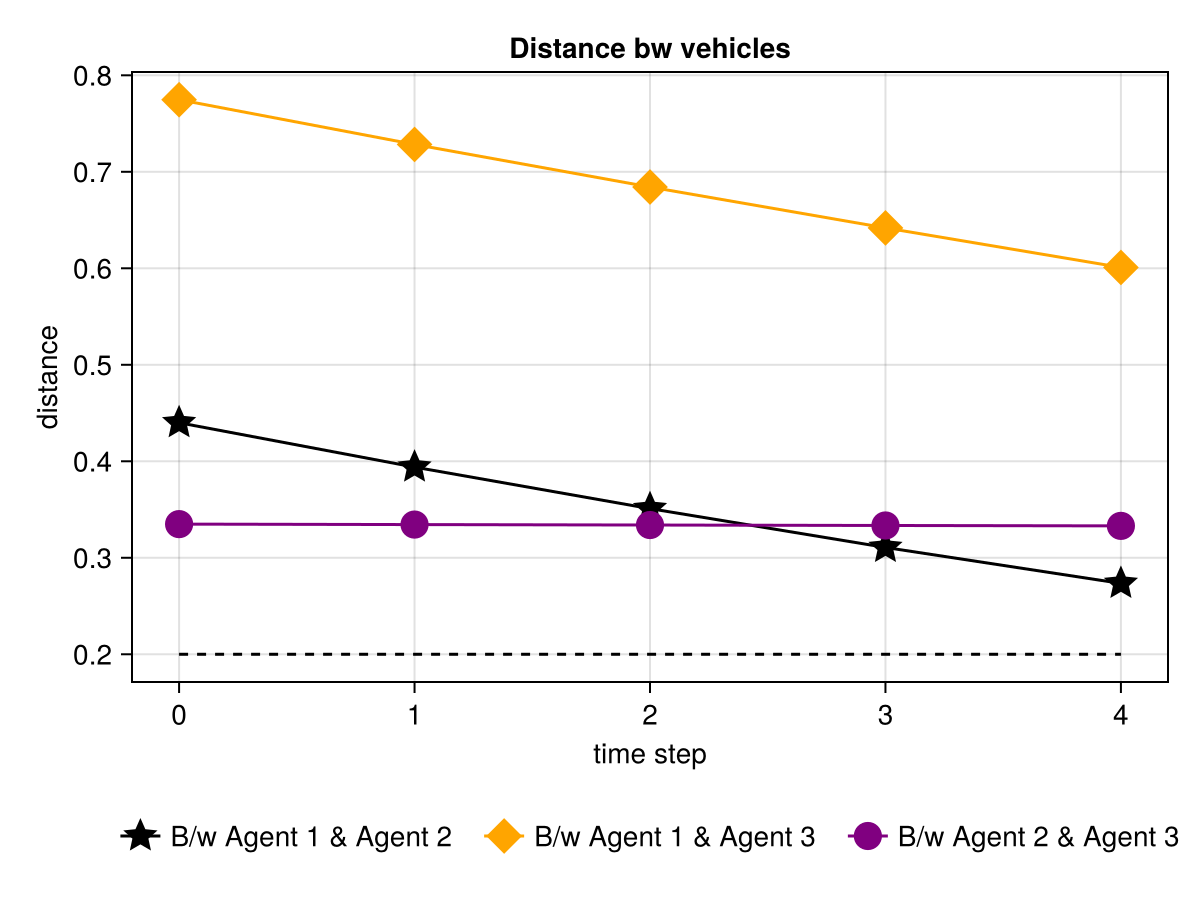 Distance bw vehicles
0.8
0.7
0.6
0.5
0.4
0.3
0.2
distance
0 1 2 3 4
time step
B/w Agent 1 & Agent 2 B/w Agent 1 & Agent 3 B/w Agent 2 & Agent 3